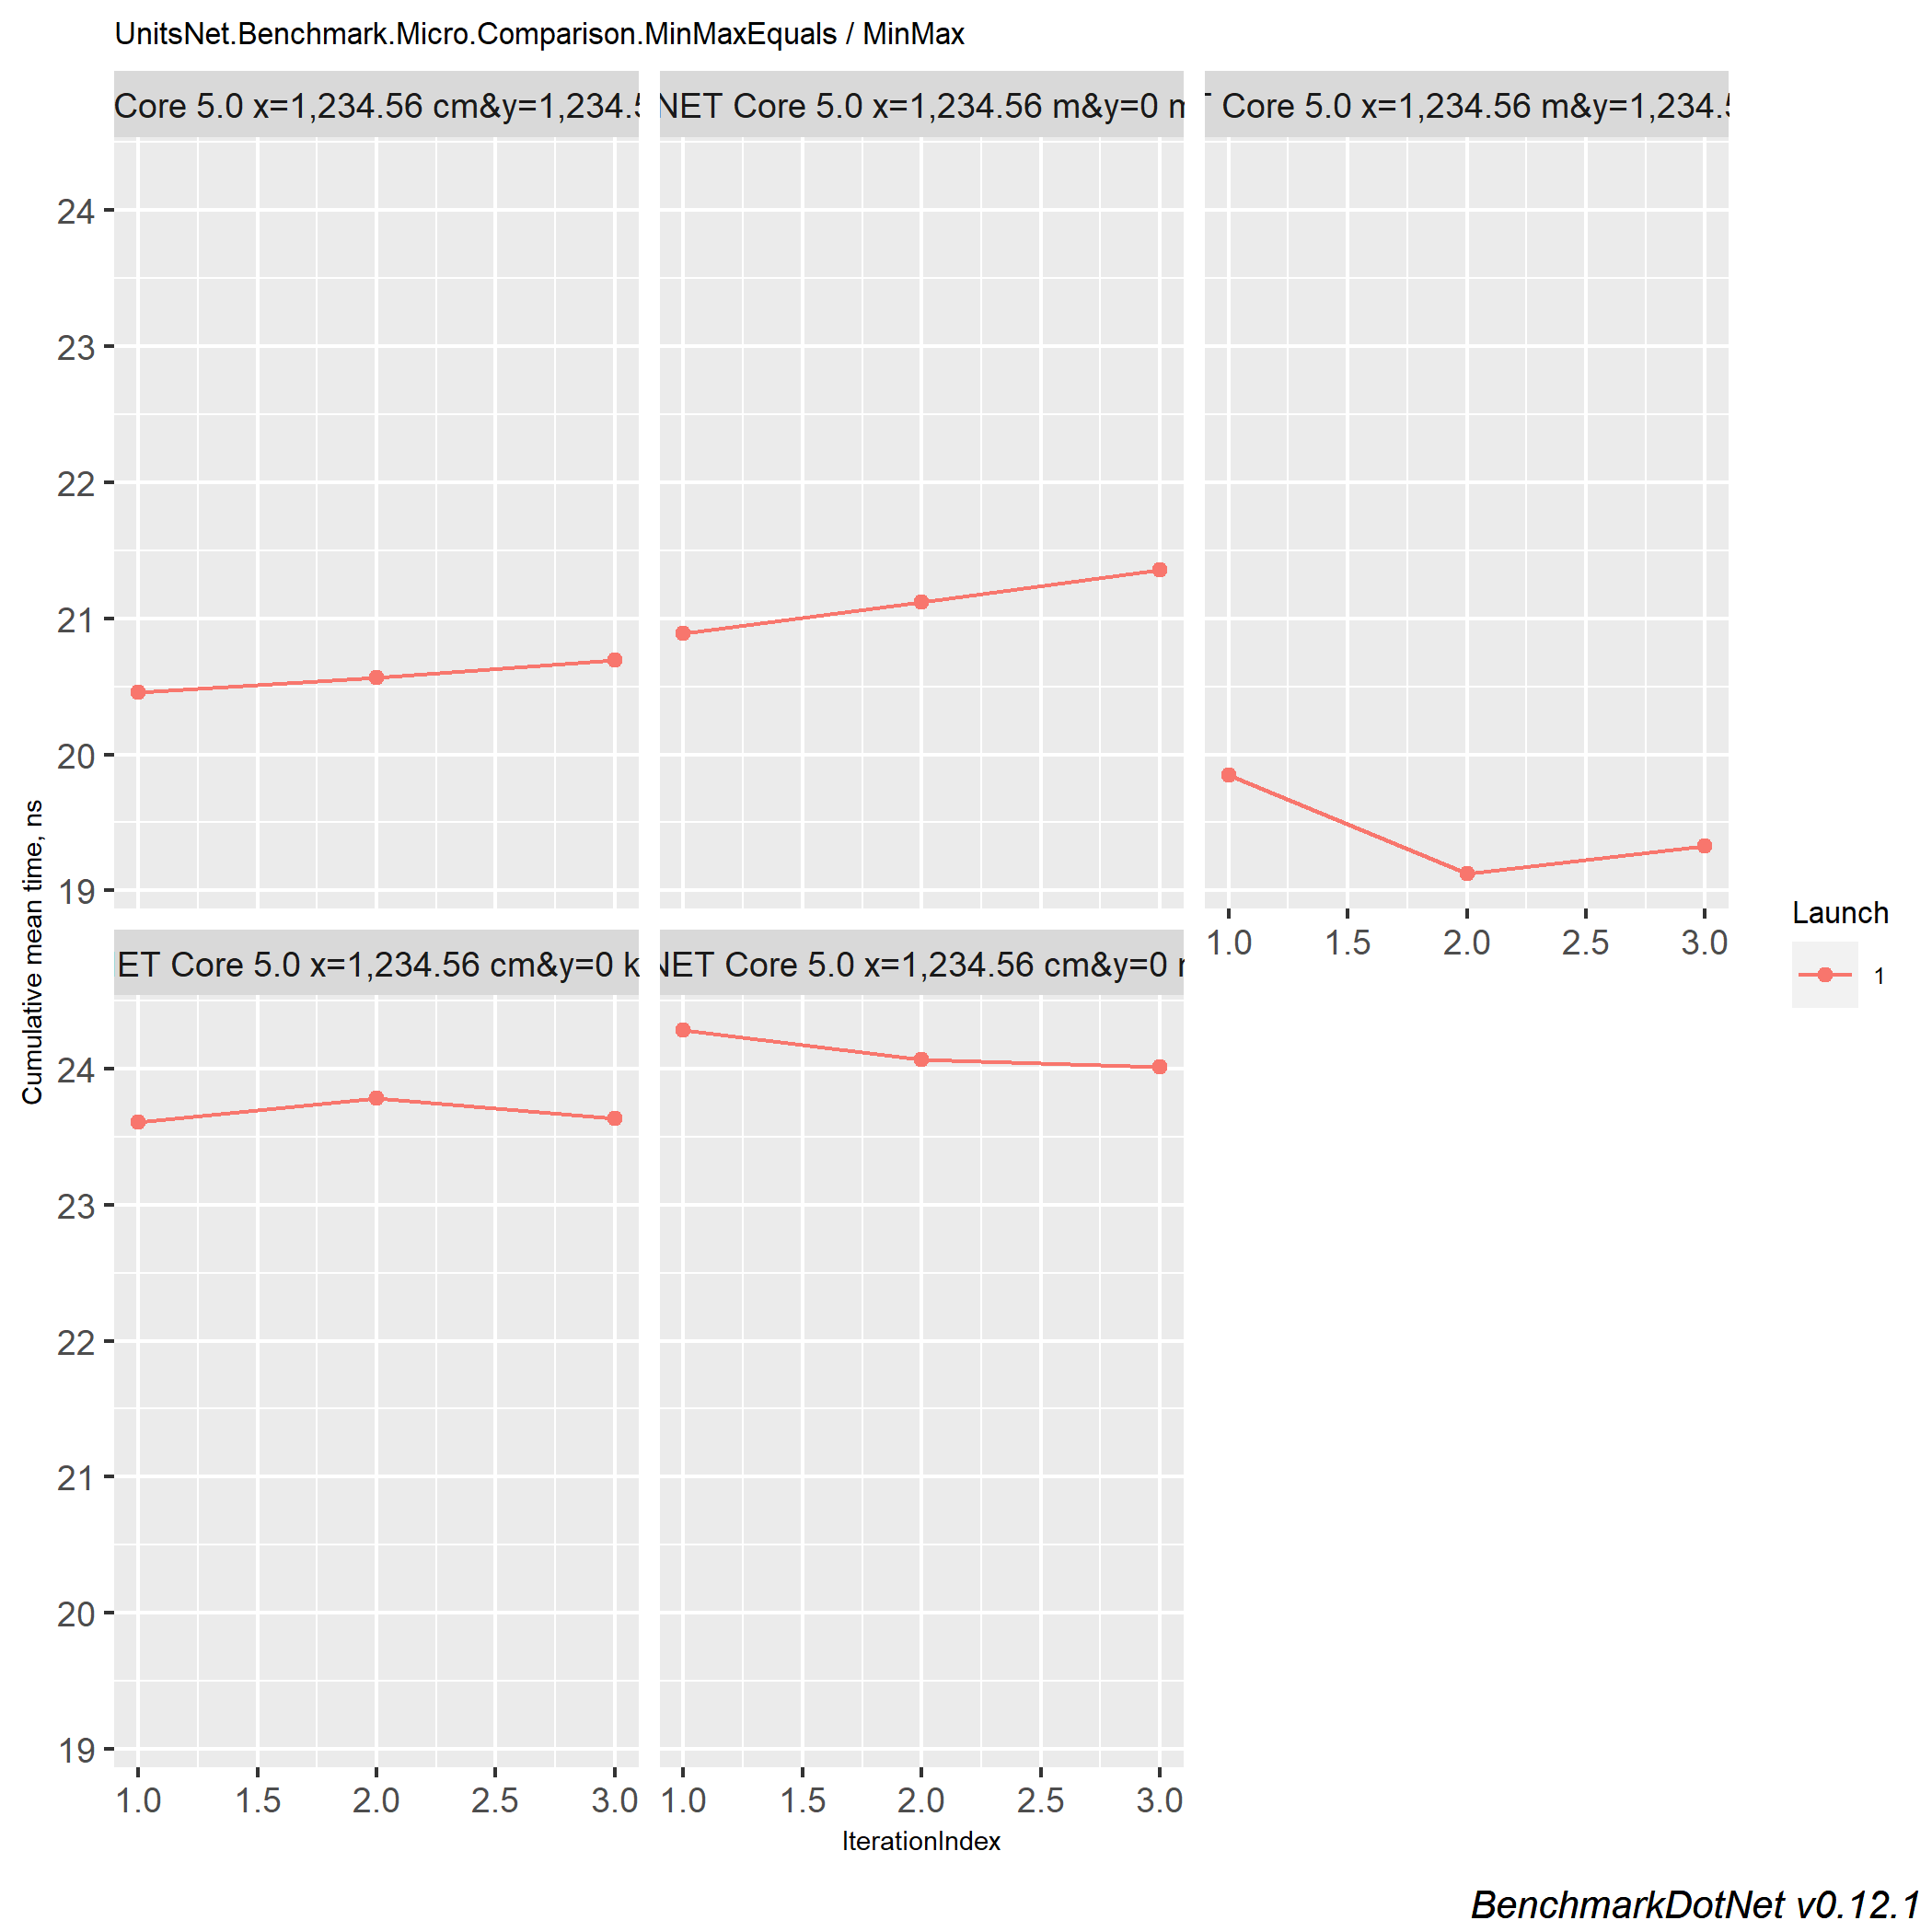 UnitsNet.Benchmark.Micro.Comparison.MinMaxEquals / MinMax
Core 5.0 x=1,234.56 cm&y=1,234.5
NET Core 5.0 x=1,234.56 m&y=0 m
T Core 5.0 x=1,234.56 m&y=1,234.5
24
23
22
21
20
19
1.0 1.5 2.0 2.5 3.0
Cumulative mean time, ns
Launch
1
ET Core 5.0 x=1,234.56 cm&y=0 k
NET Core 5.0 x=1,234.56 cm&y=0
24
23
22
21
20
19
1.0 1.5 2.0 2.5 3.0
1.0 1.5 2.0 2.5 3.0
IterationIndex
BenchmarkDotNet v0.12.1